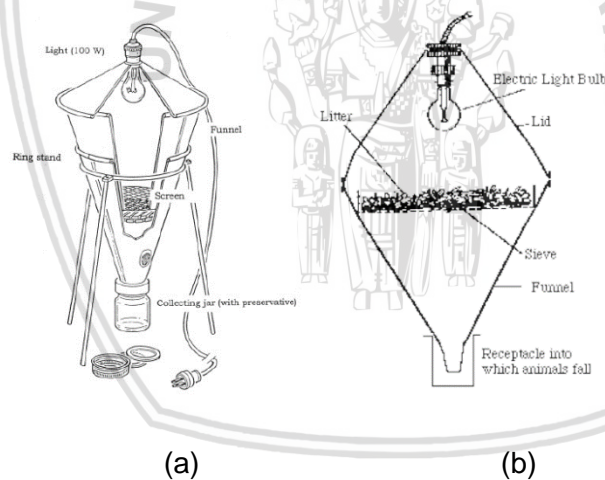 Light (100 W)
Funnel
Ring stand
Screen
Collecting jar (with preservative)
Electric Light Bulb
Litter
Lid
Sieve
Funnel
Receptacle into
which animals fall
(a)
(b)